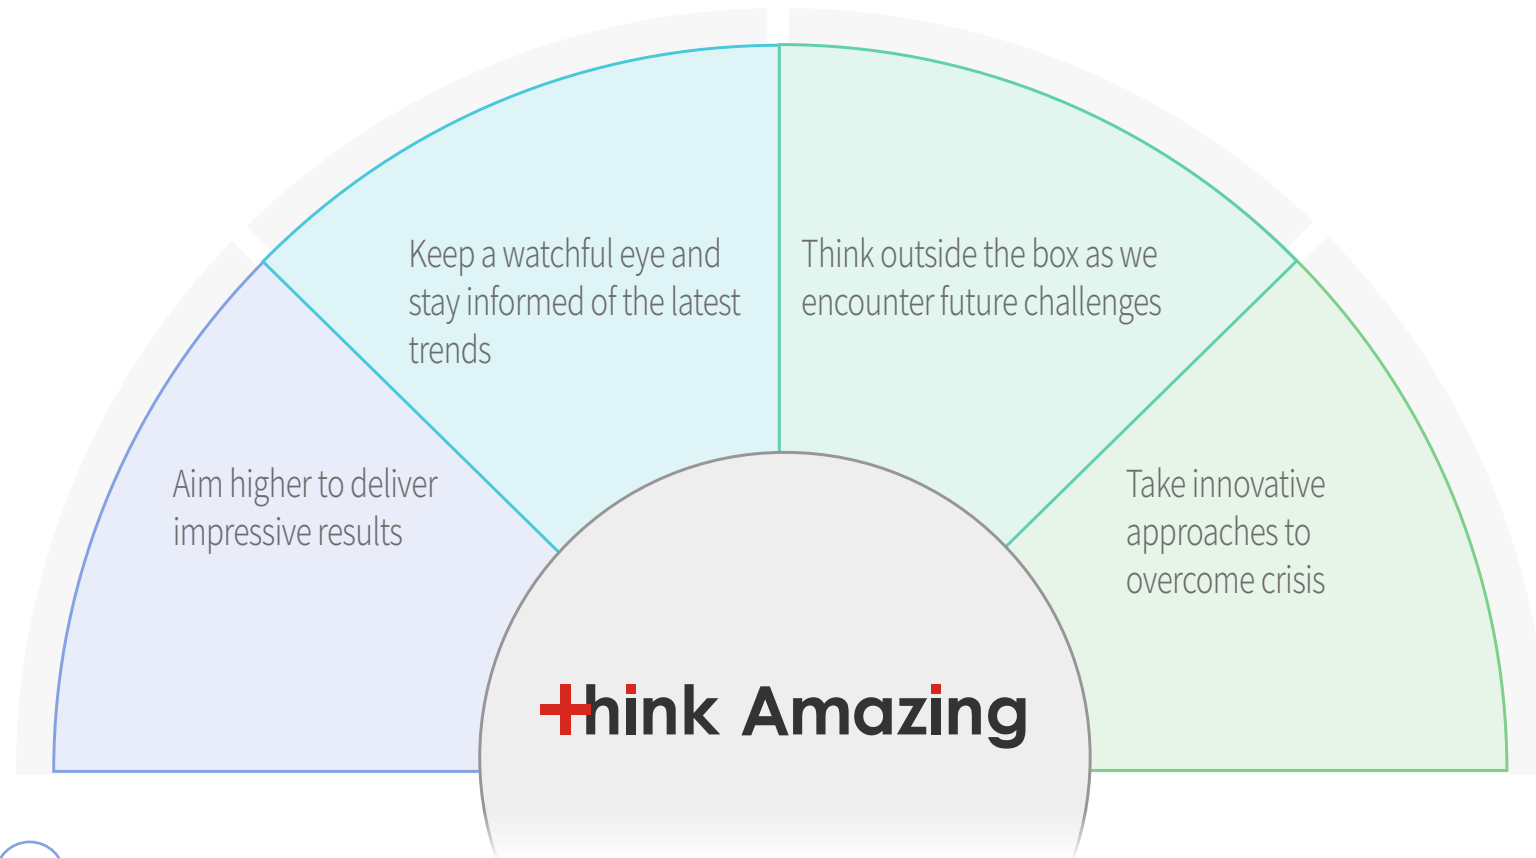 Keep a watchful eye and
stay informed of the latest
trends
Think outside the box as we
encounter future challenges
Aim higher to deliver
impressive results
Take innovative
approaches to
overcome crisis
think Amazing